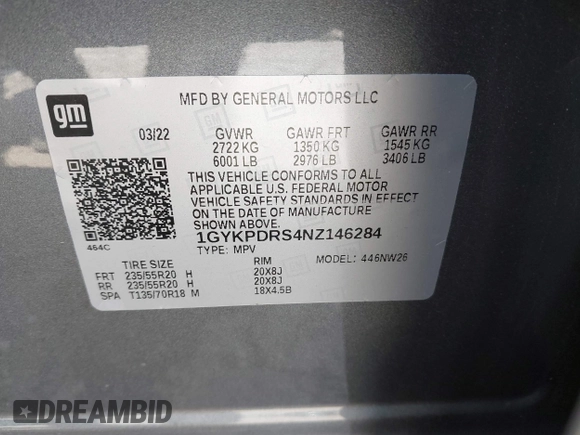 gm
MFD BY GENERAL MOTORS LLC
03/22 GVWR GAWR FRT GAWR RR
2722 KG 1350 KG 1545 KG
6001 LB 2976 LB 3406 LB
THIS VEHICLE CONFORMS TO ALL
APPLICABLE U.S. FEDERAL MOTOR
VEHICLE SAFETY STANDARDS IN EFFECT
ON THE DATE OF MANUFACTURE
SHOWN ABOVE.
464C 1GYKPDRS4NZ146284
TYPE: MPV MODEL: 446NW26
TIRE SIZE RIM
FRT 235/55R20 H 20X8J
RR 235/55R20 H 20X8J
SPA T135/70R18 M 18X4.5B
DREAMBID